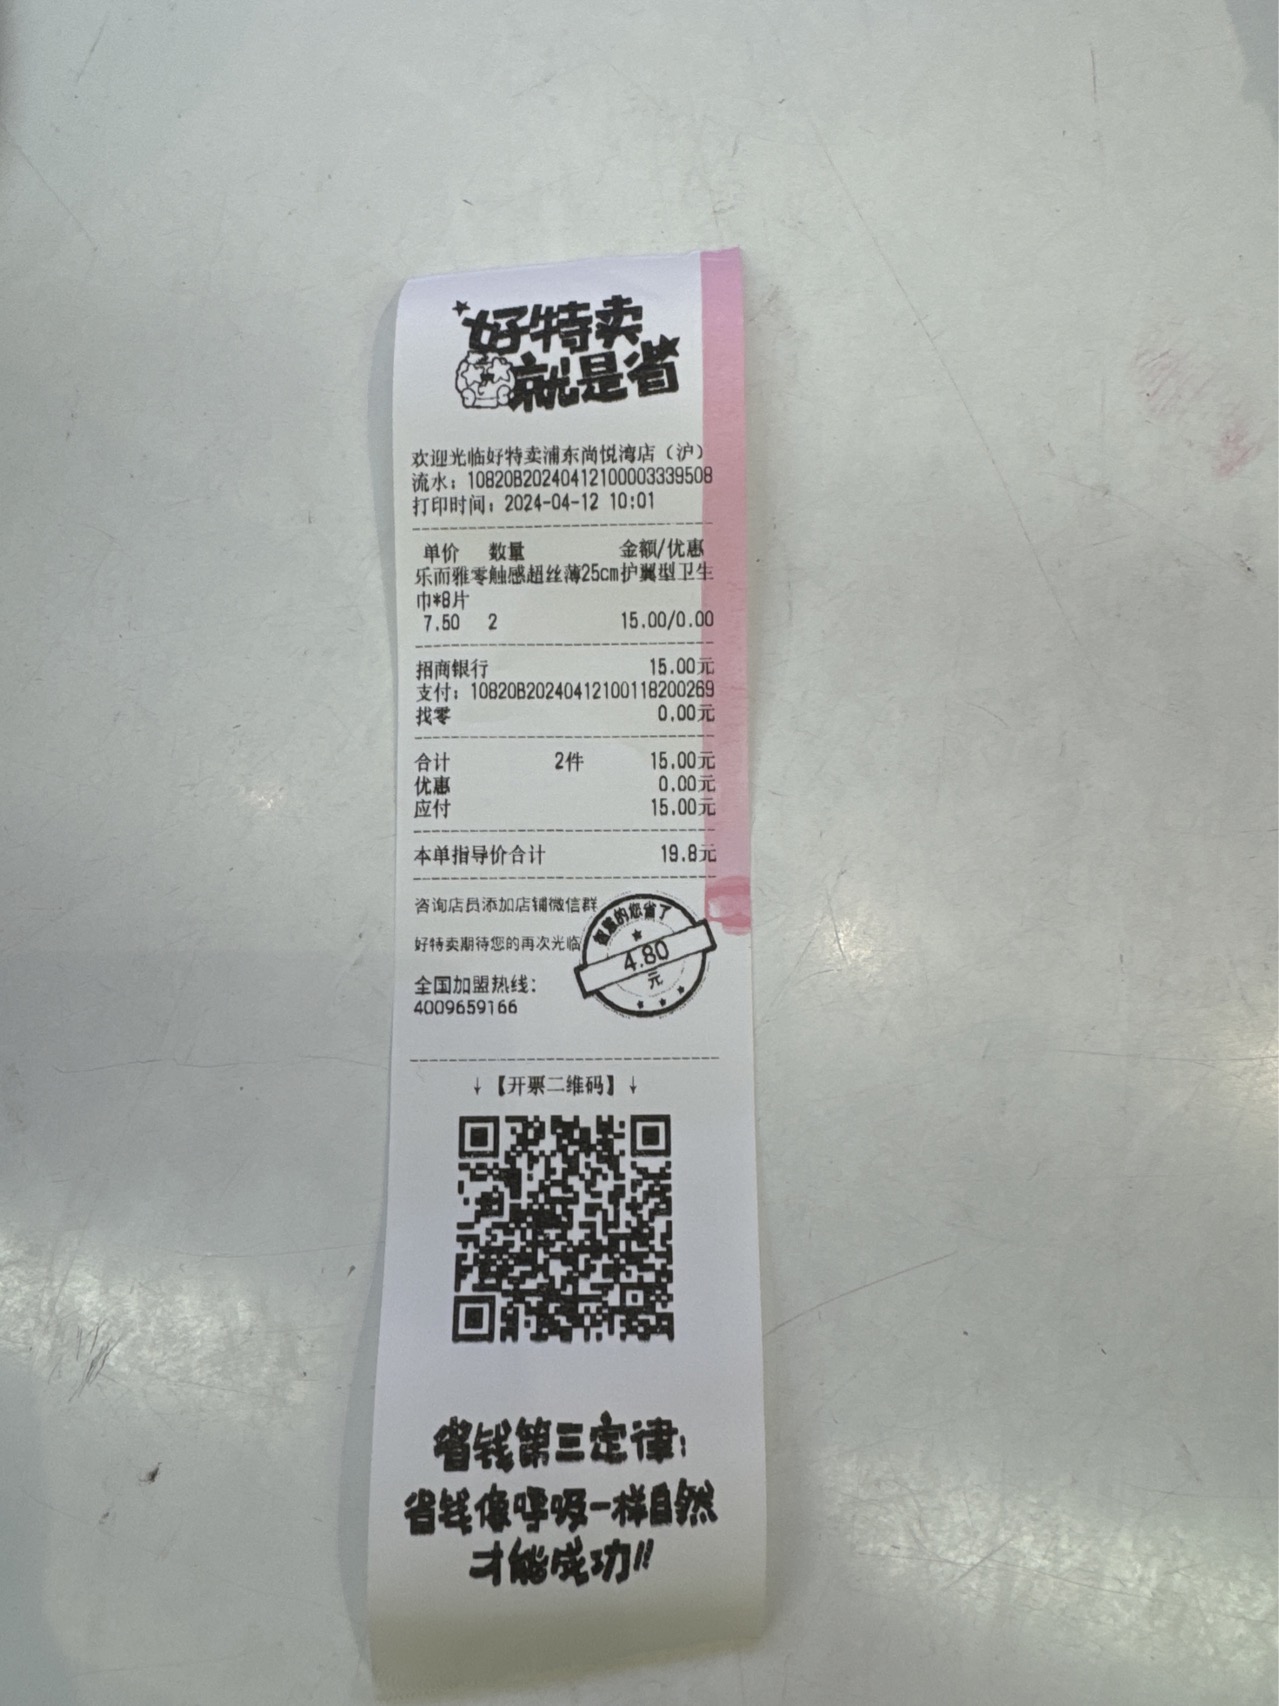 好特卖
就是省
欢迎光临好特卖浦东尚悦湾店（沪）
流水：10820B20240412100003339508
打印时间：2024-04-12 10:01
单价 数量 金额/优惠
乐而雅零触感超丝薄25cm护翼型卫生
巾*8片
7.50 2 15.00/0.00
招商银行 15.00元
支付：10820B20240412100118200269
找零 0.00元
合计 2件 15.00元
优惠 0.00元
应付 15.00元
本单指导价合计 19.8元
咨询店员添加店铺微信群
好特卖期待您的再次光临
的您省了
4.80
元
全国加盟热线：
4009659166
↓【开票二维码】↓
省钱第三定律：
省钱像呼吸一样自然
才能成功!!